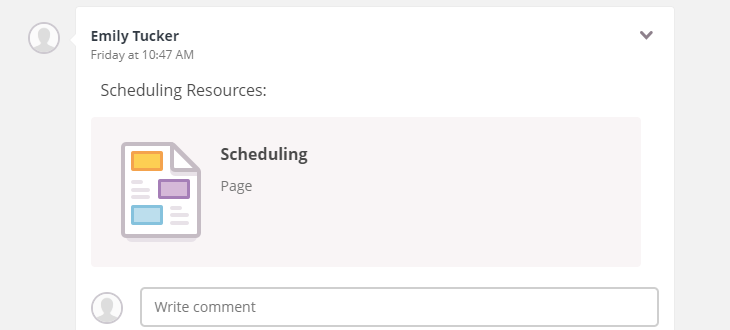 Emily Tucker
Friday at 10:47 AM
Scheduling Resources:
Scheduling
Page
Write comment